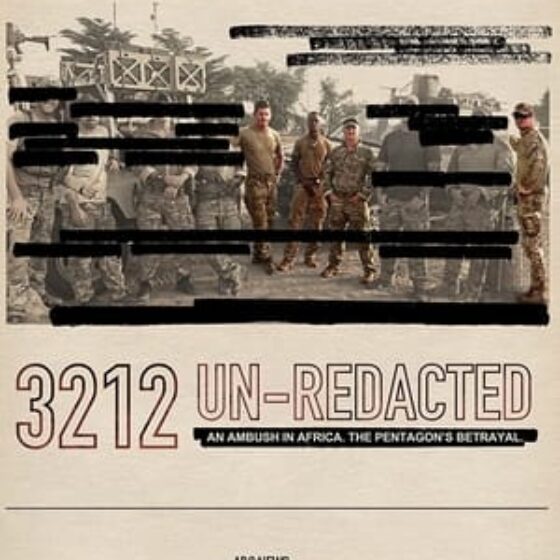 3212 UN-REDACTED
AN AMBUSH IN AFRICA. THE PENTAGON'S BETRAYAL.